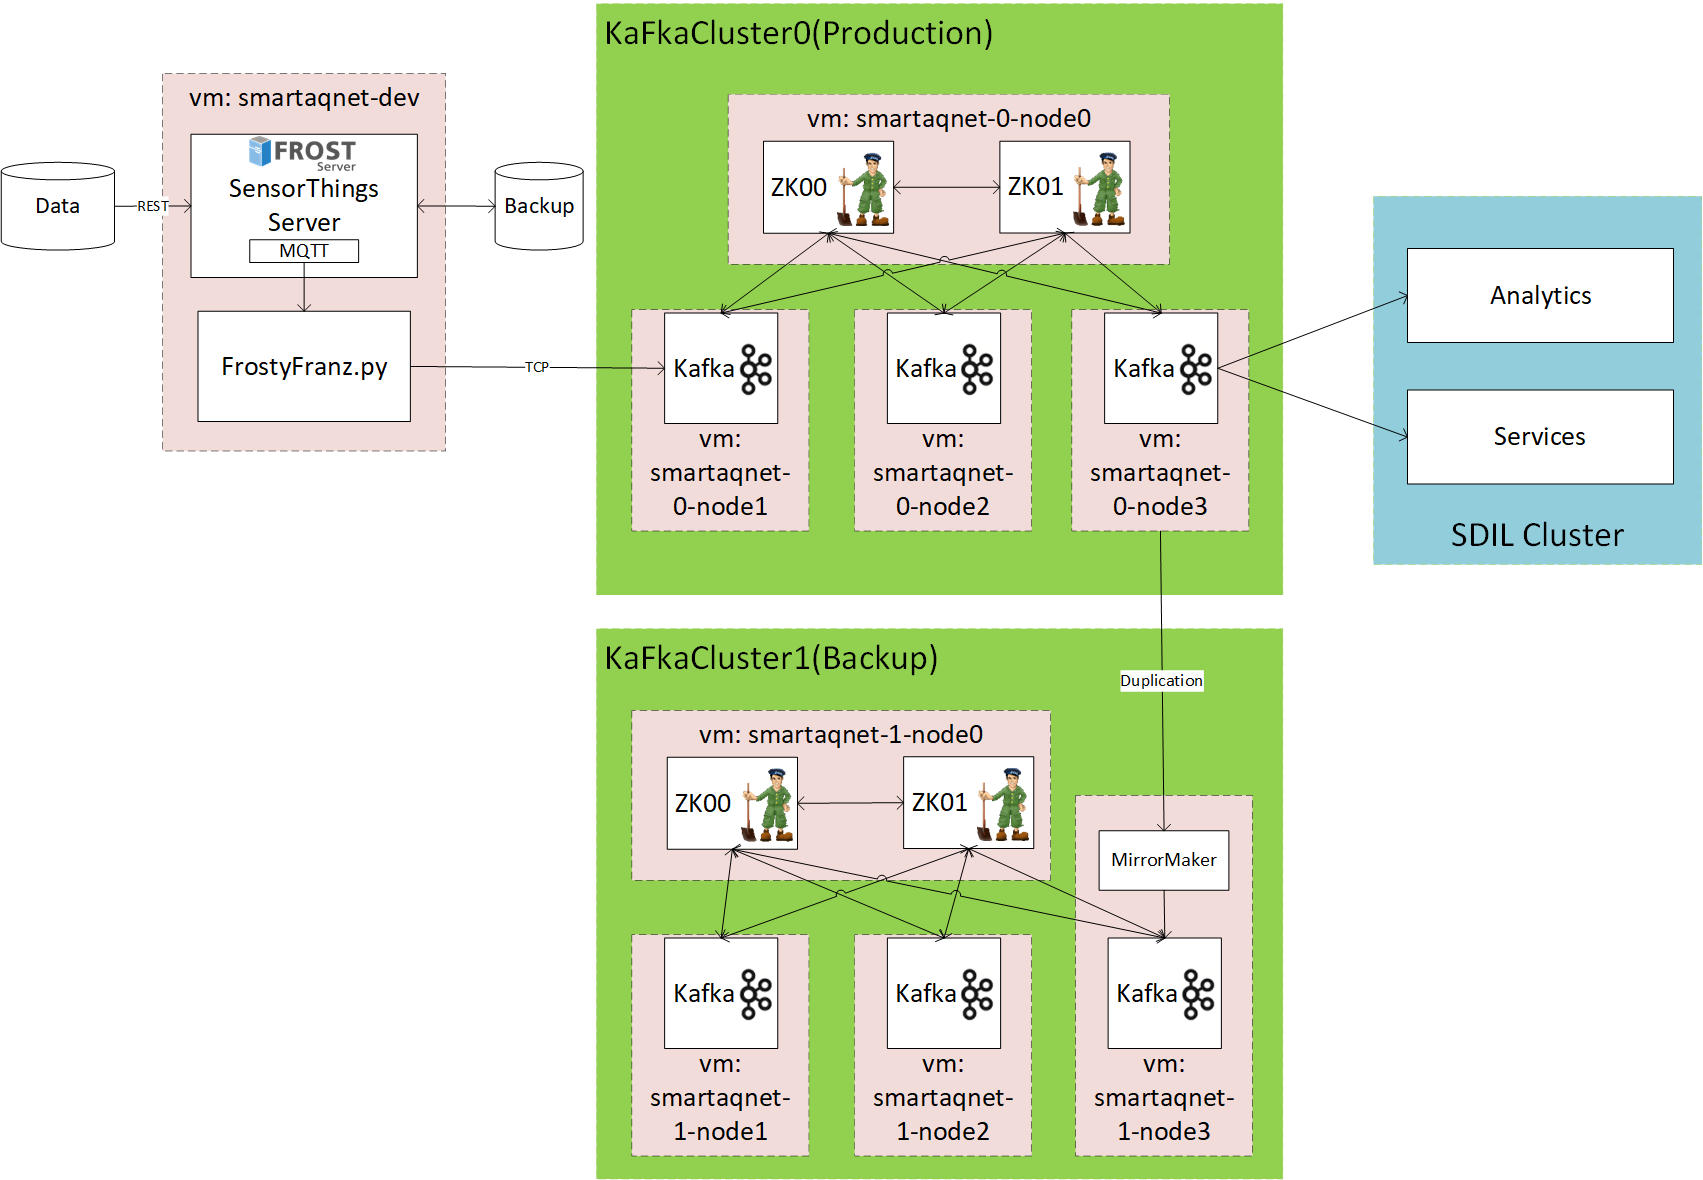 KaFkaCluster0(Production)
vm: smartaqnet-dev
FROST
Server
SensorThings
Server
MQTT
Data
REST
Backup
FrostyFranz.py
TCP
vm: smartaqnet-0-node0
ZK00
ZK01
Kafka
vm:
smartaqnet-
0-node1
Kafka
vm:
smartaqnet-
0-node2
Kafka
vm:
smartaqnet-
0-node3
Analytics
Services
SDIL Cluster
Duplication
KaFkaCluster1(Backup)
vm: smartaqnet-1-node0
ZK00
ZK01
MirrorMaker
Kafka
vm:
smartaqnet-
1-node1
Kafka
vm:
smartaqnet-
1-node2
Kafka
vm:
smartaqnet-
1-node3